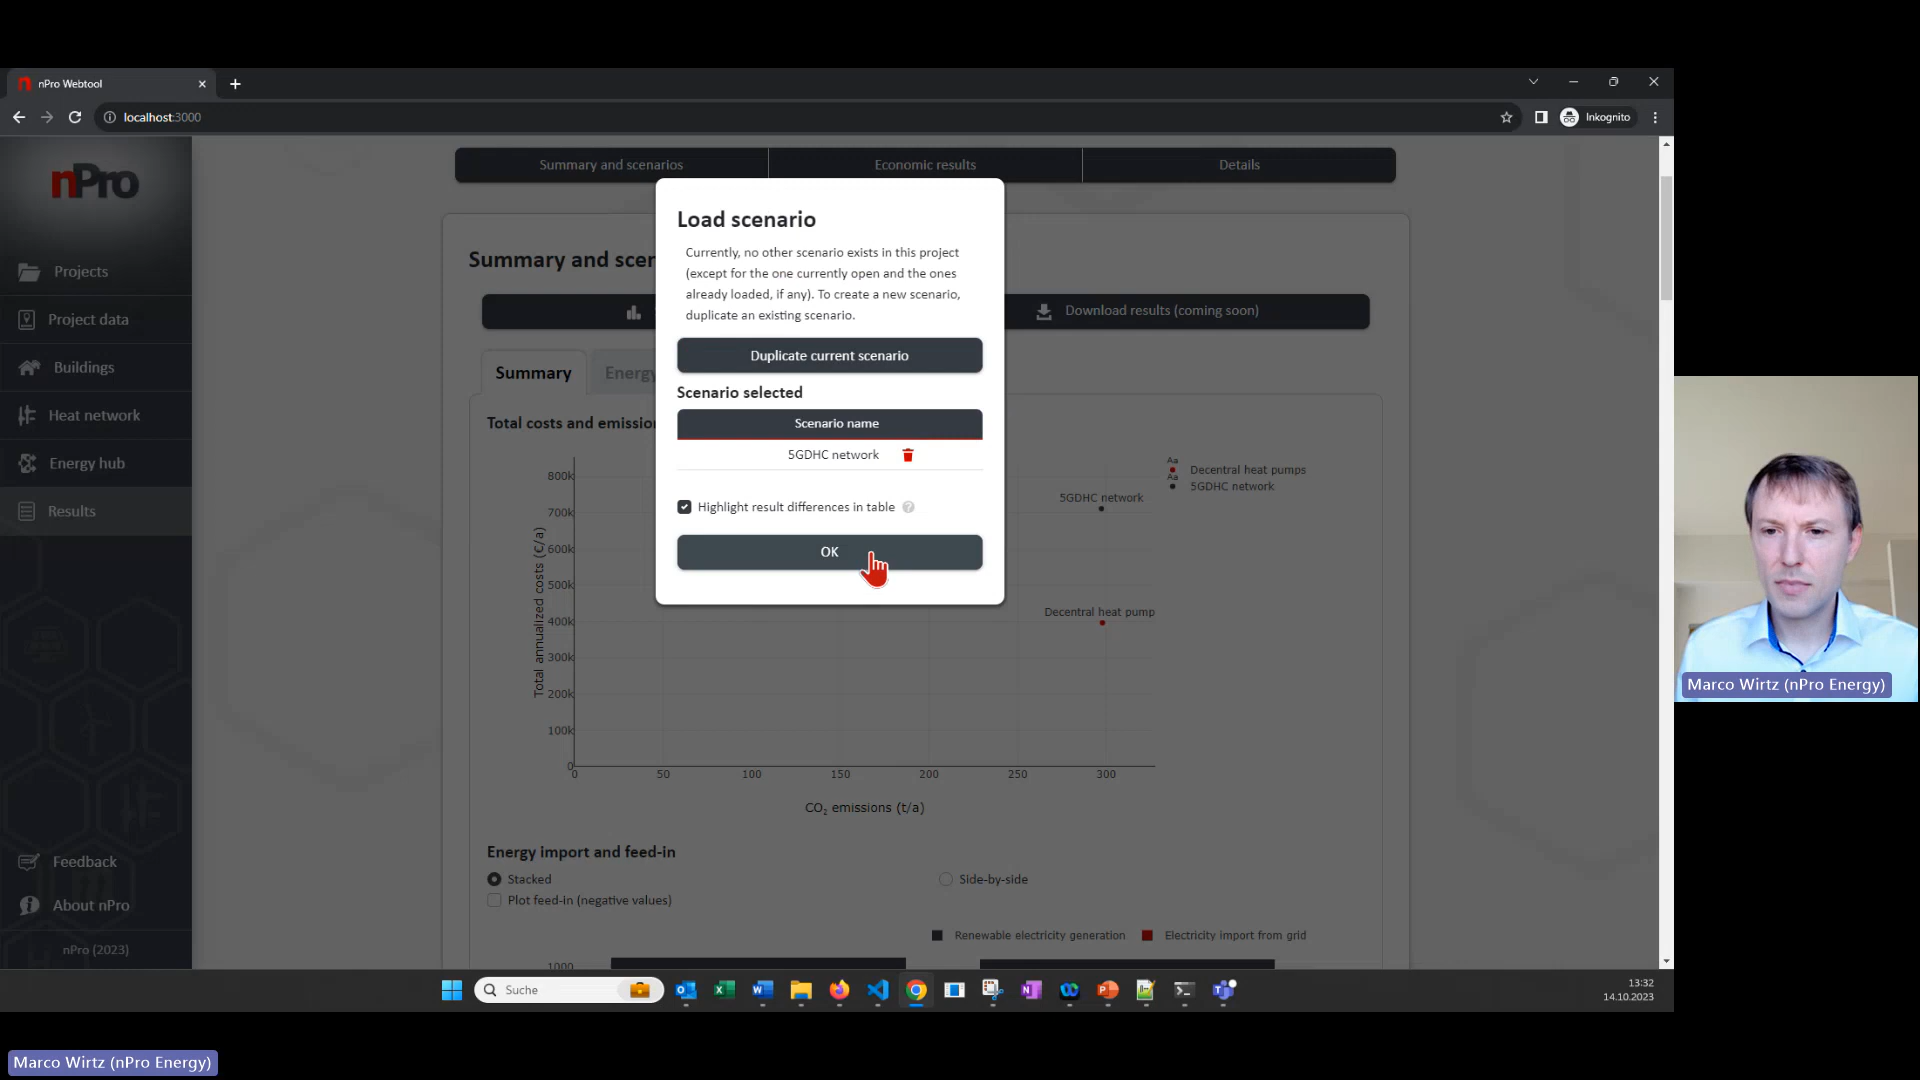 nPro Webtool
localhost:3000
Inkognito
nPro
Projects
Project data
Buildings
Heat network
Energy hub
Results
Feedback
About nPro
nPro (2023)
Summary and scenarios
Economic results
Details
Summary and scen
Download results (coming soon)
Summary
Energy
Total costs and emission
Load scenario
Currently, no other scenario exists in this project
(except for the one currently open and the ones
already loaded, if any). To create a new scenario,
duplicate an existing scenario.
Duplicate current scenario
Scenario selected
Scenario name
5GDHC network
Highlight result differences in table ?
OK
Total annualized costs (€/a)
800k
700k
600k
500k
400k
300k
200k
100k
0
0
50
100
150
200
250
300
CO₂ emissions (t/a)
5GDHC network
Decentral heat pump
Aa
Decentral heat pumps
Aa
5GDHC network
Energy import and feed-in
Stacked
Side-by-side
Plot feed-in (negative values)
Renewable electricity generation
Electricity import from grid
1000
Suche
13:32
14.10.2023
Marco Wirtz (nPro Energy)
Marco Wirtz (nPro Energy)